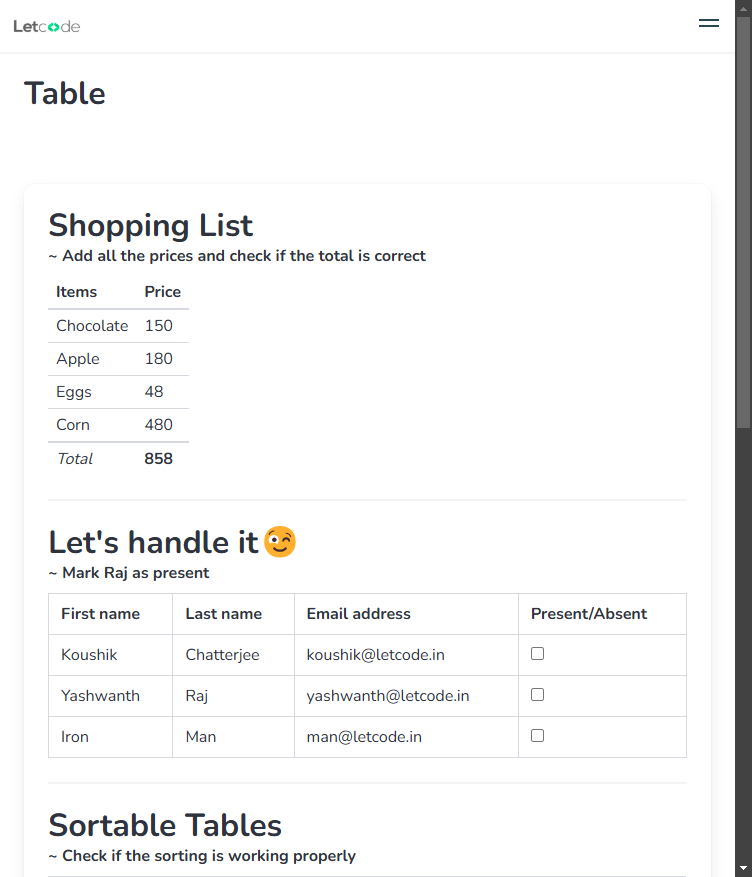 Letcode
Table
Shopping List
~ Add all the prices and check if the total is correct
Items Price
Chocolate 150
Apple 180
Eggs 48
Corn 480
Total 858
Let's handle it😉
~ Mark Raj as present
First name Last name Email address Present/Absent
Koushik Chatterjee koushik@letcode.in
Yashwanth Raj yashwanth@letcode.in
Iron Man man@letcode.in
Sortable Tables
~ Check if the sorting is working properly